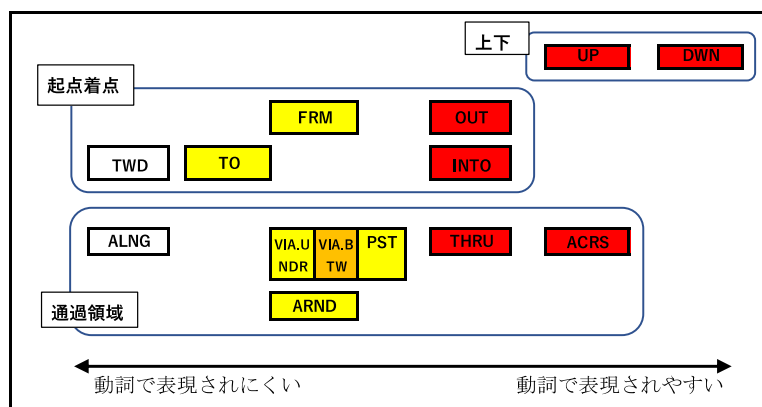 上下
UP DWN
起点着点
FRM OUT
TWD TO INTO
ALNG VIA.U VIA.B PST THRU ACRS
NDR TW
ARND
通過領域
動詞で表現されにくい 動詞で表現されやすい